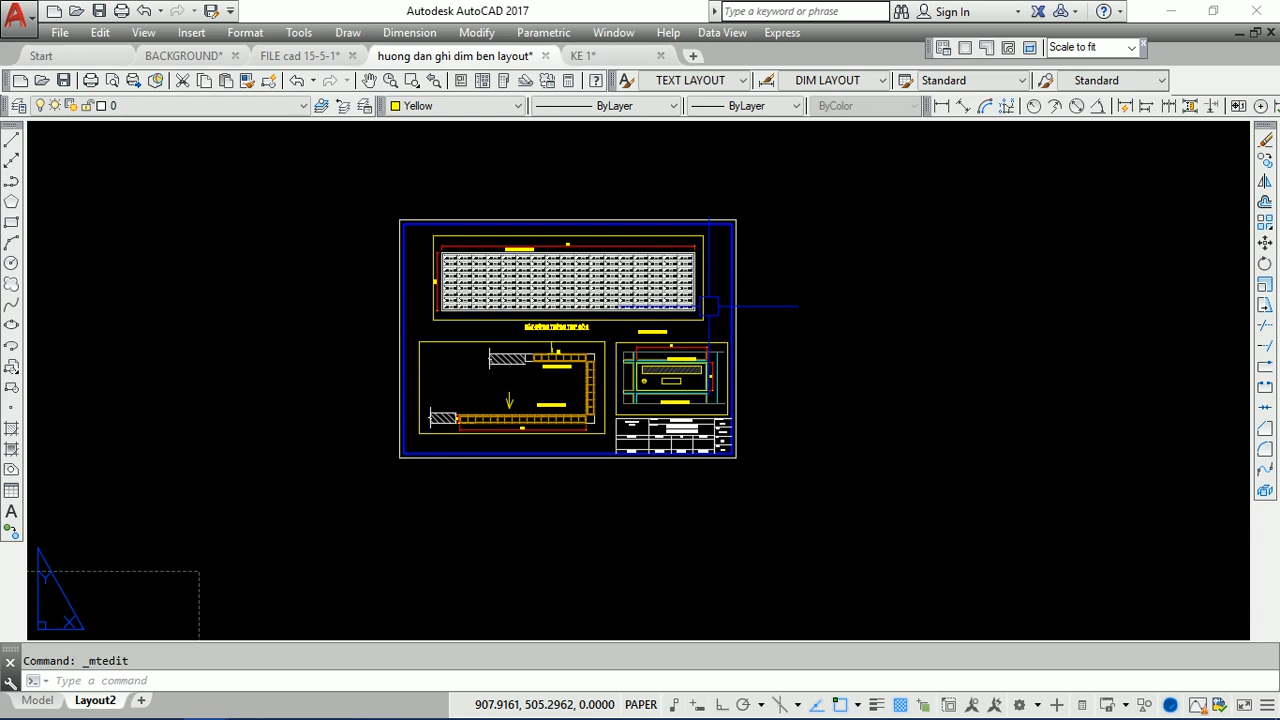 Autodesk AutoCAD 2017
Type a keyword or phrase
Sign In
File Edit View Insert Format Tools Draw Dimension Modify Parametric Window Help Data View Express
Start BACKGROUND* FILE cad 15-5-1* huong dan ghi dim ben layout* KE 1*
Scale to fit
TEXT LAYOUT DIM LAYOUT Standard Standard
0 Yellow ByLayer ByLayer ByColor
Y
X
Command: _mtedit
Type a command
Model Layout2
907.9161, 505.2962, 0.0000 PAPER